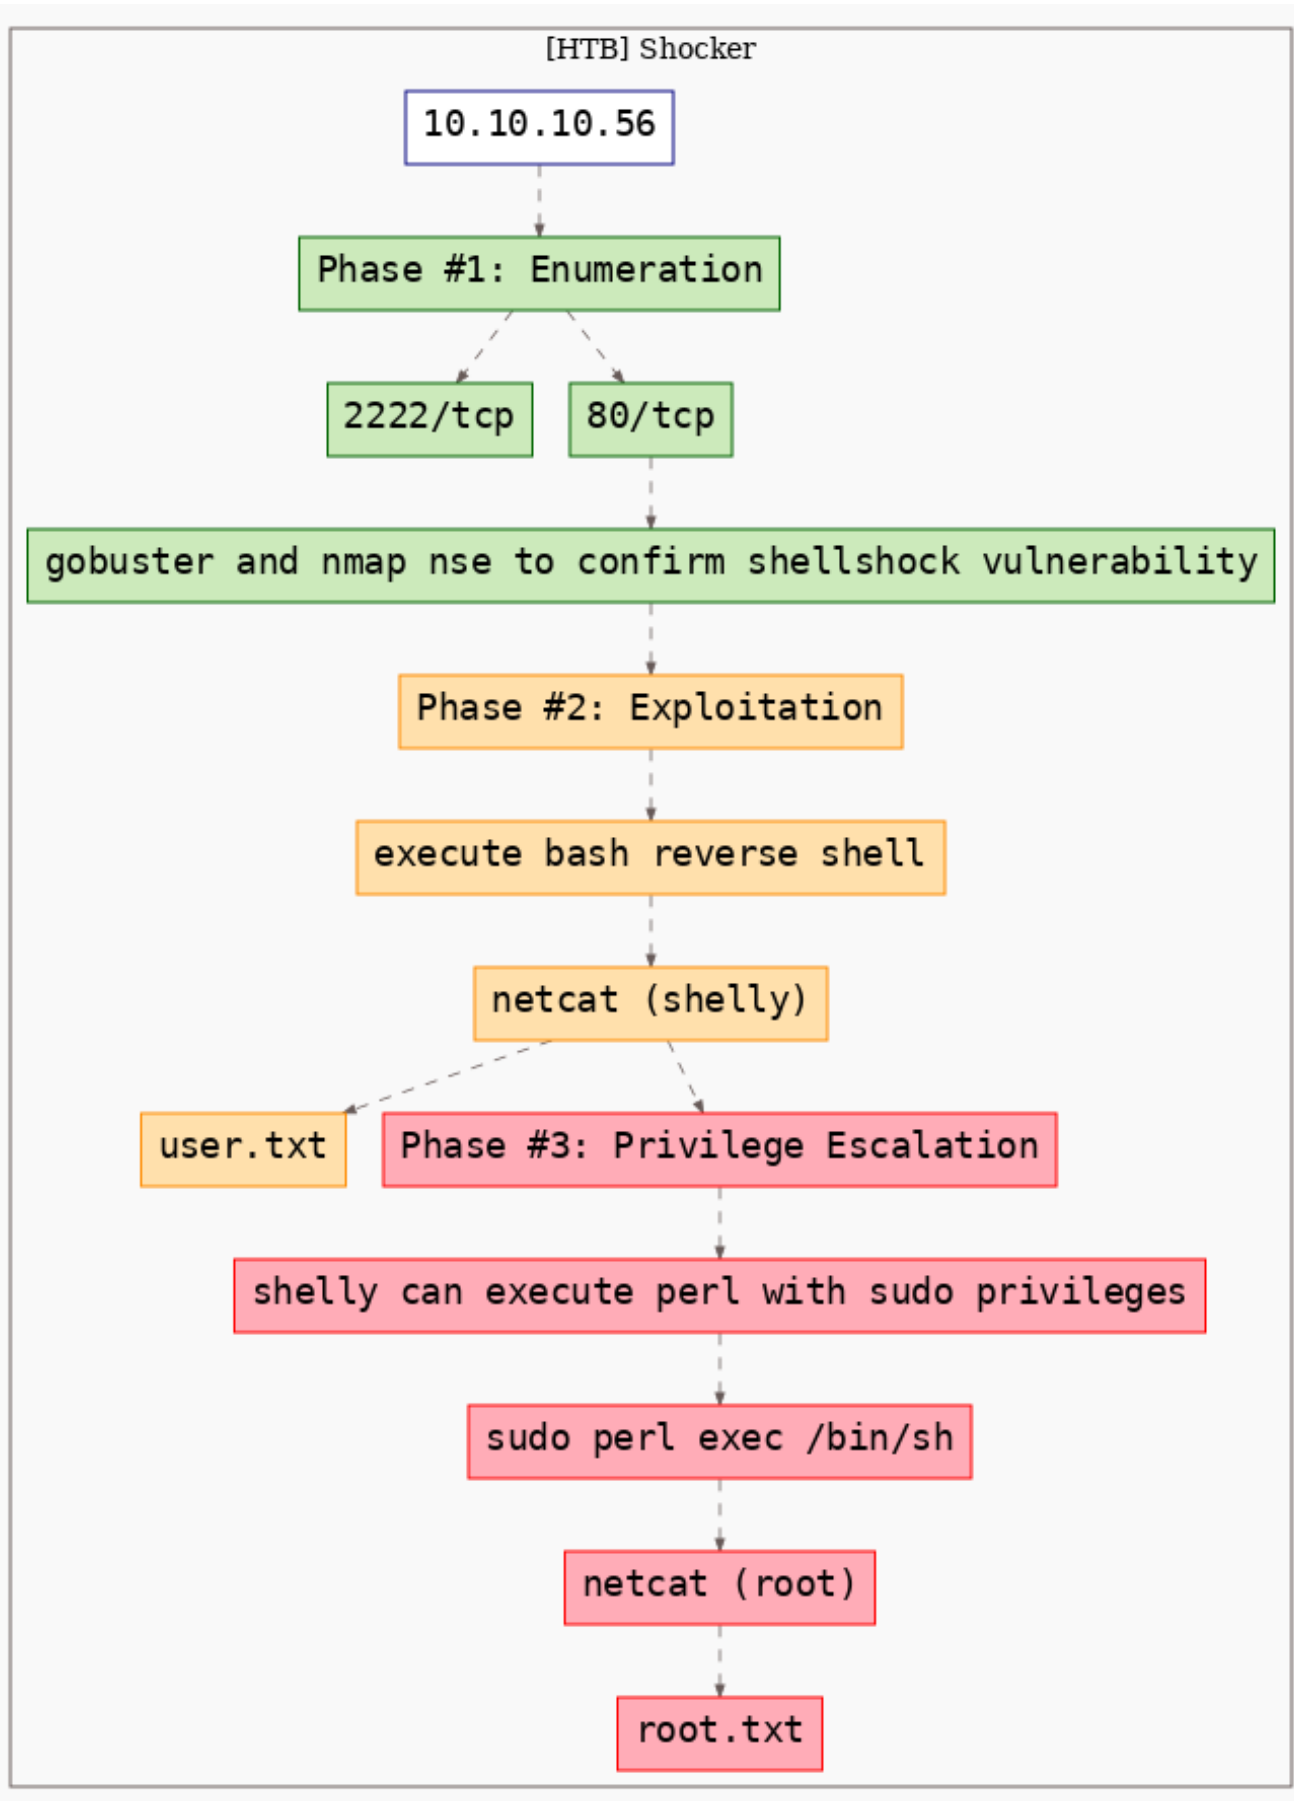 [HTB] Shocker
10.10.10.56
Phase #1: Enumeration
2222/tcp
80/tcp
gobuster and nmap nse to confirm shellshock vulnerability
Phase #2: Exploitation
execute bash reverse shell
netcat (shelly)
user.txt
Phase #3: Privilege Escalation
shelly can execute perl with sudo privileges
sudo perl exec /bin/sh
netcat (root)
root.txt